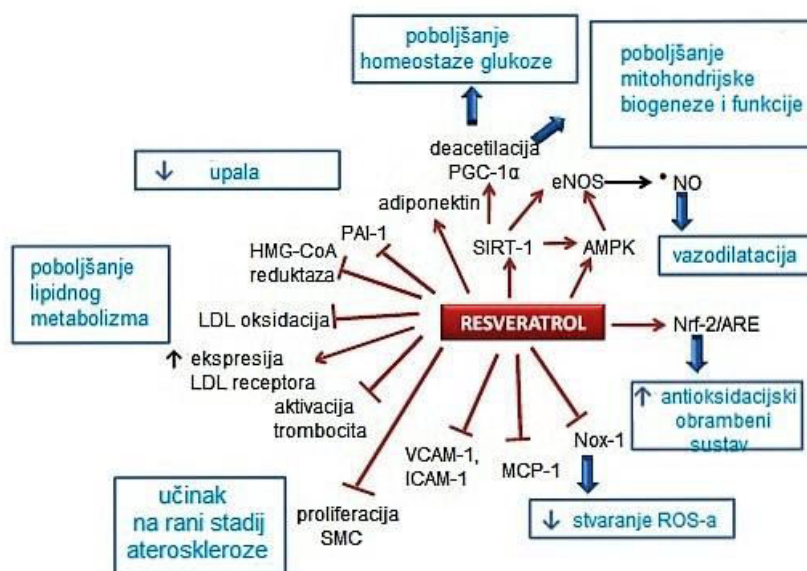 poboljšanje
homeostaze glukoze
poboljšanje
mitohondrijske
biogeneze i funkcije
↓ upala
deacetilacija
PGC-1α
eNOS
• NO
adiponektin
PAI-1
HMG-CoA
reduktaza
SIRT-1
AMPK
vazodilatacija
poboljšanje
lipidnog
metabolizma
LDL oksidacija
RESVERATROL
Nrf-2/ARE
↑ ekspresija
LDL receptora
aktivacija
trombocita
↑ antioksidacijski
obrambeni
sustav
VCAM-1,
ICAM-1
MCP-1
Nox-1
učinak
na rani stadij
ateroskleroze
proliferacija
SMC
↓ stvaranje ROS-a